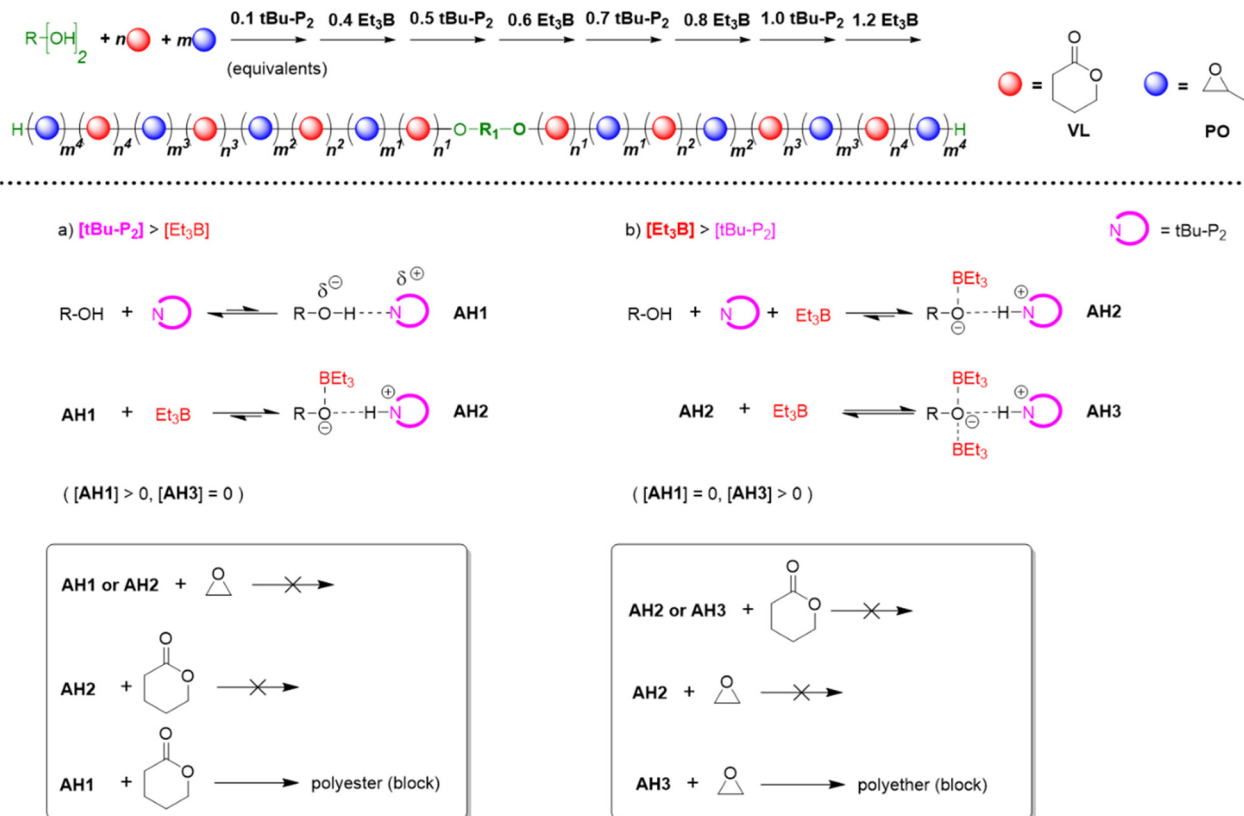 0.1 tBu-P₂ 0.4 Et₃B 0.5 tBu-P₂ 0.6 Et₃B 0.7 tBu-P₂ 0.8 Et₃B 1.0 tBu-P₂ 1.2 Et₃B
R-[OH]₂ + n + m
(equivalents)
= O O VL = O PO
H ( )m⁴ ( )n⁴ ( )m³ ( )n³ ( )m² ( )n² ( )m¹ ( )n¹ O-R₁-O ( )n¹ ( )m¹ ( )n² ( )m² ( )n³ ( )m³ ( )n⁴ ( )m⁴ H
a) [tBu-P₂] > [Et₃B]
b) [Et₃B] > [tBu-P₂]
N = tBu-P₂
R-OH + N δ⊖ δ⊕ R-O-H---N AH1
R-OH + N + Et₃B BEt₃ R-O ⊖ H-N ⊕ AH2
AH1 + Et₃B BEt₃ R-O ⊖ H-N ⊕ AH2
AH2 + Et₃B BEt₃ R-O ⊖ H-N ⊕ BEt₃ AH3
( [AH1] > 0, [AH3] = 0 )
( [AH1] = 0, [AH3] > 0 )
AH1 or AH2 + O
AH2 + O O
AH1 + O O polyester (block)
AH2 or AH3 + O O
AH2 + O
AH3 + O polyether (block)